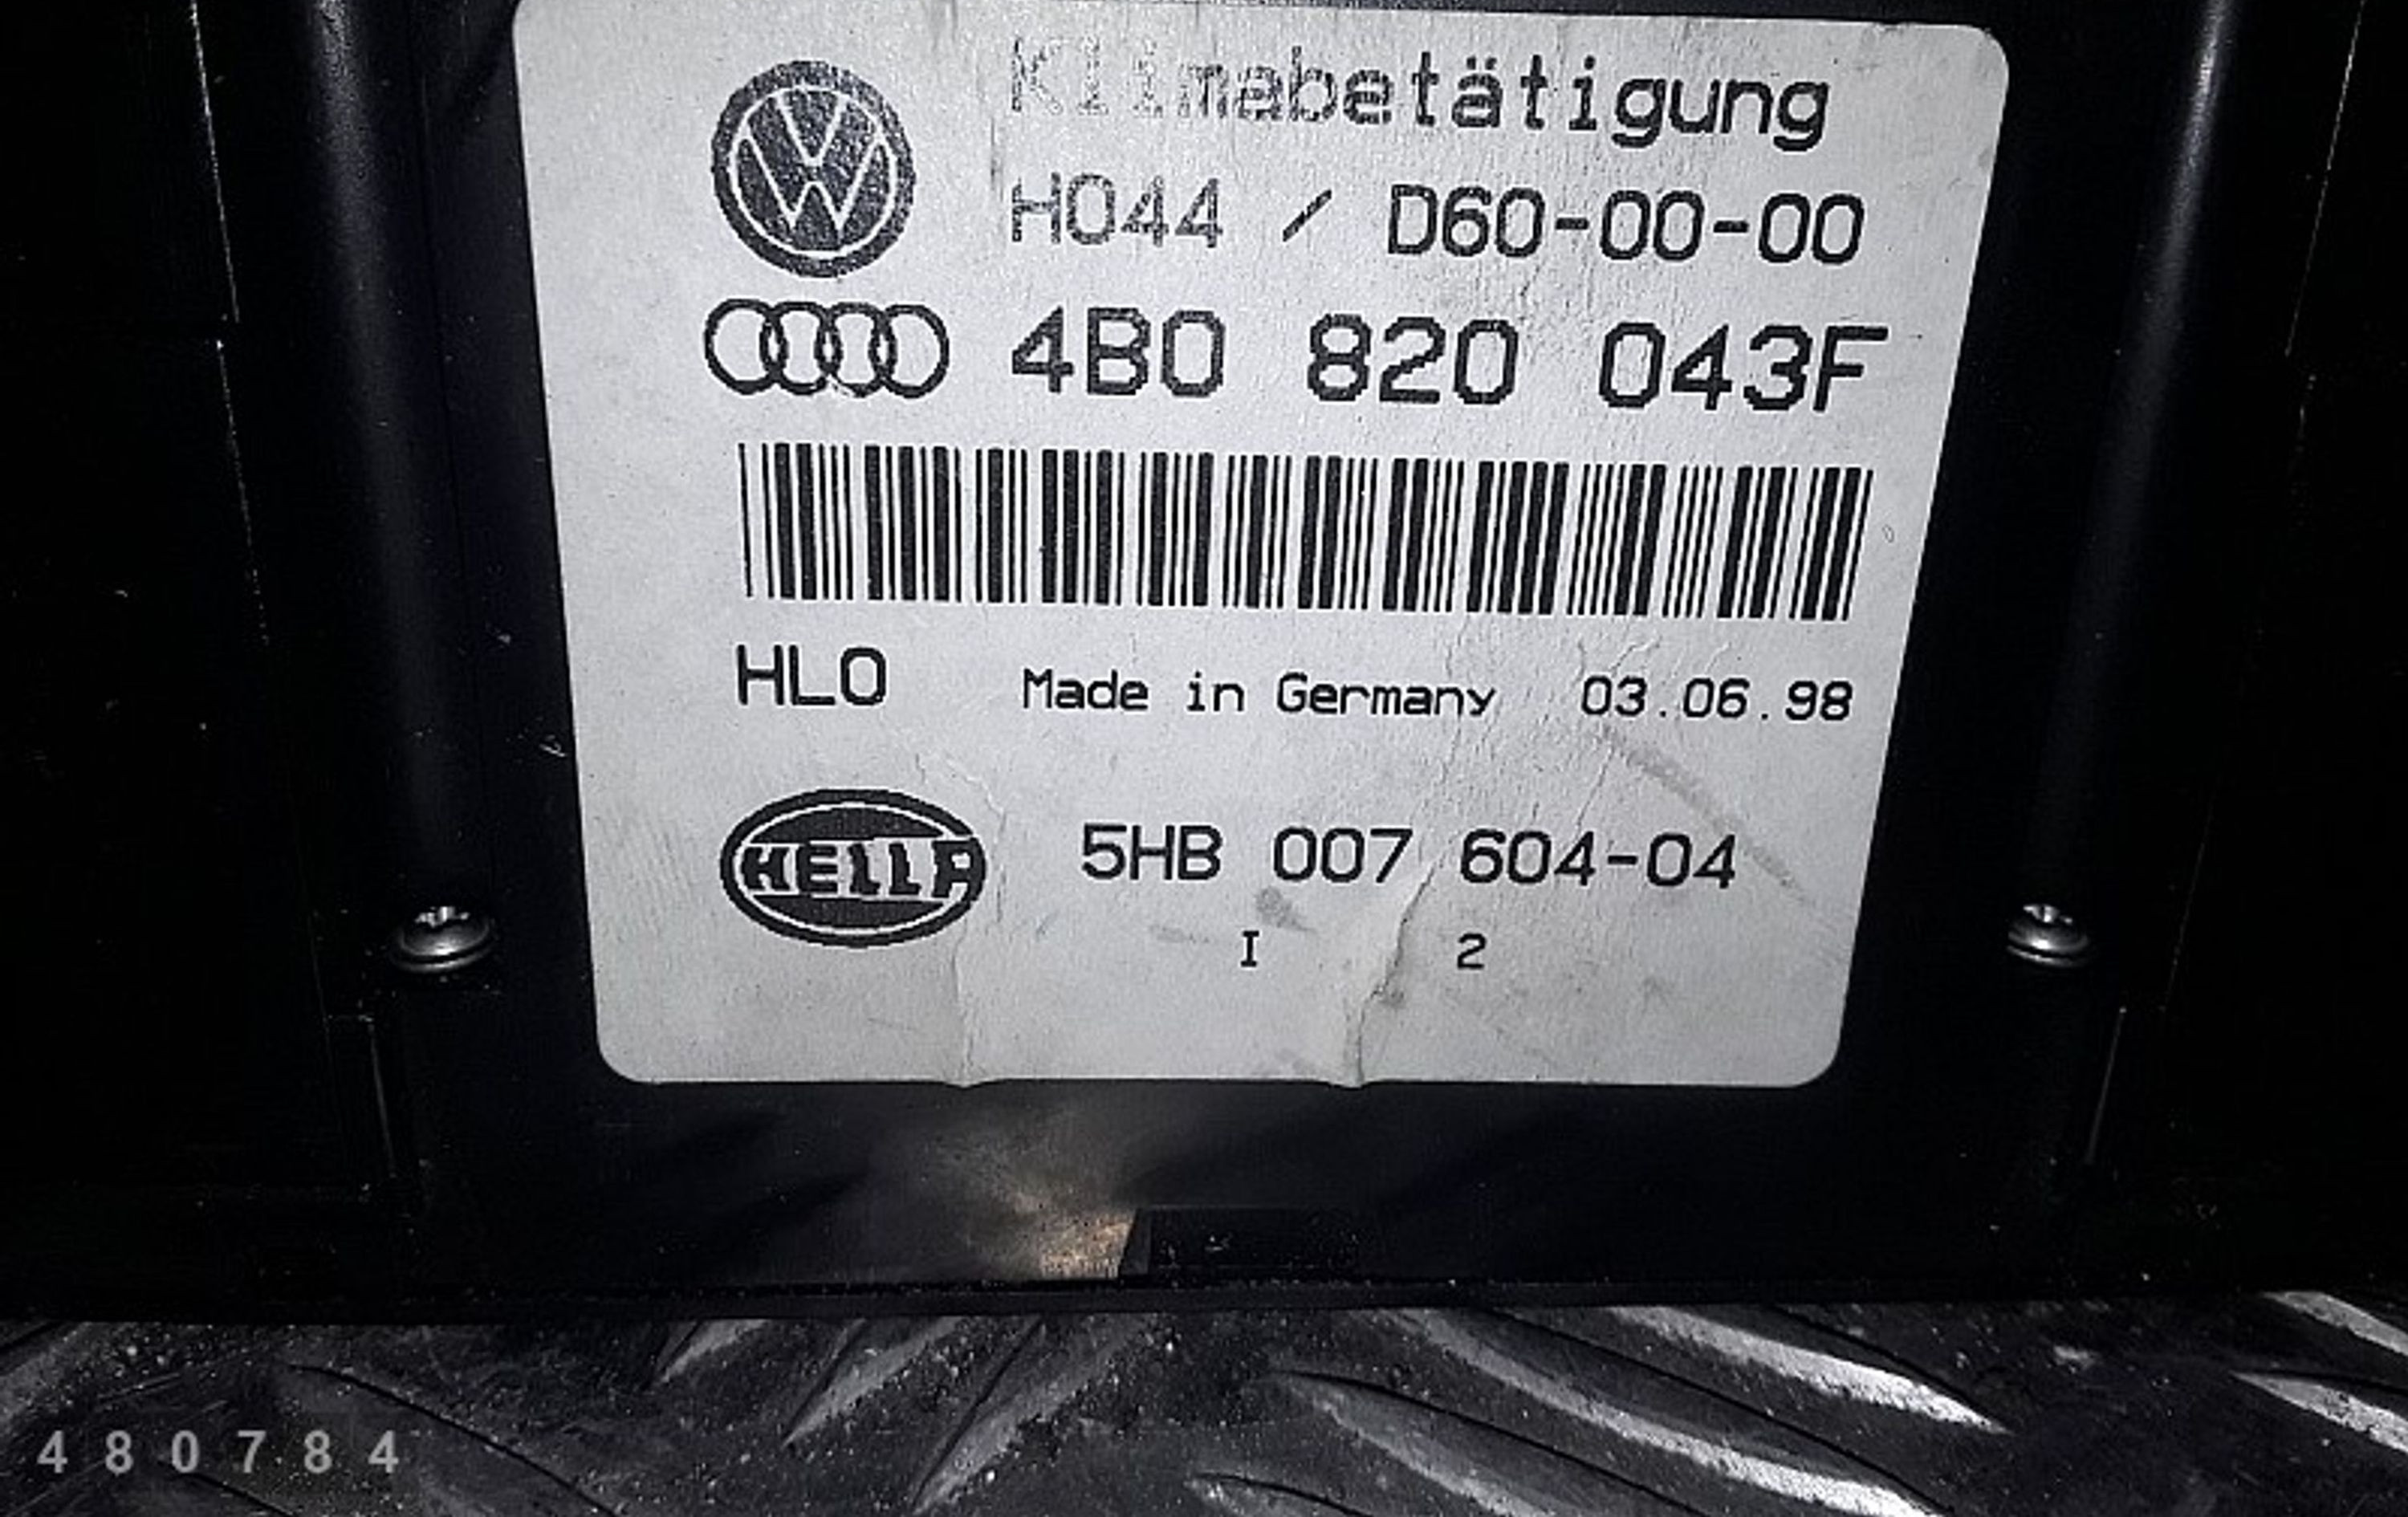 Klimabetätigung
H044 / D60-00-00
4B0 820 043F
HLO Made in Germany 03.06.98
HELLA 5HB 007 604-04
I 2
480784